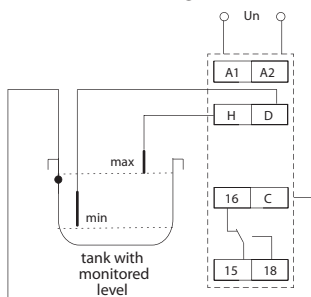 Un
A1 A2
H D
max
16 C
min
tank with
monitored
level
15 18